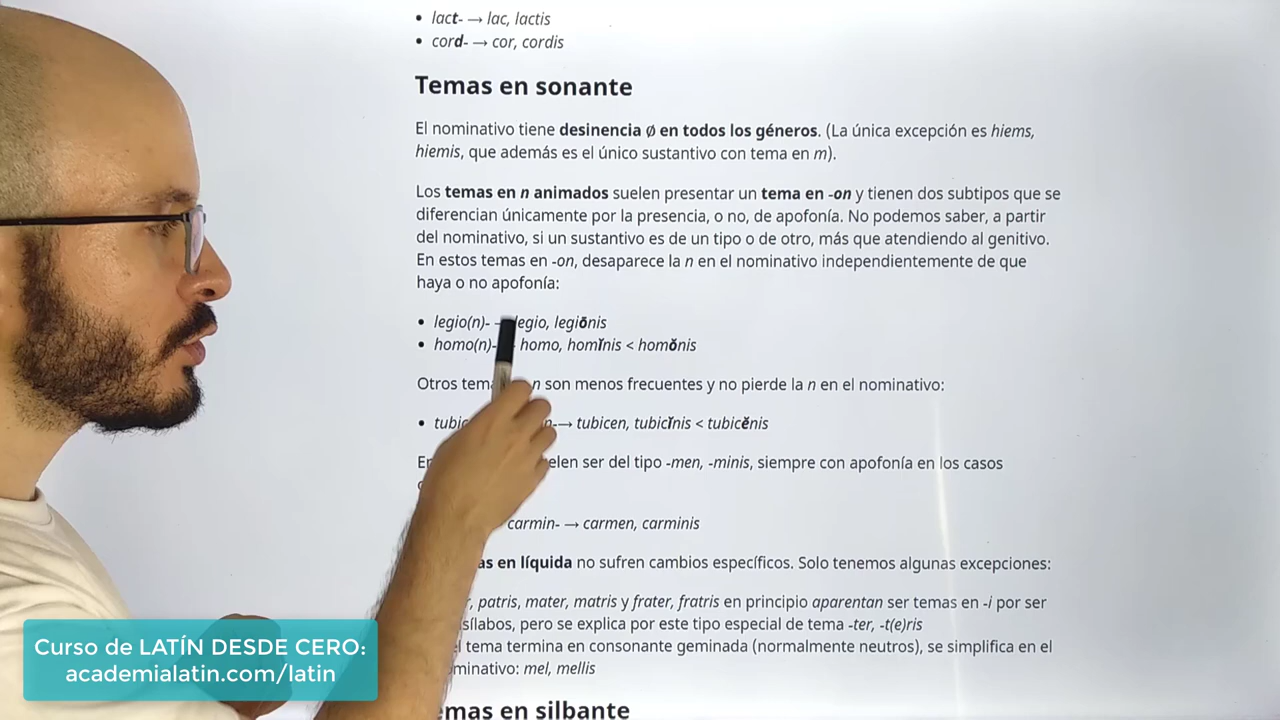 • lact- → lac, lactis
• cord- → cor, cordis
Temas en sonante
El nominativo tiene desinencia ø en todos los géneros. (La única excepción es hiems,
hiemis, que además es el único sustantivo con tema en m).
Los temas en n animados suelen presentar un tema en -on y tienen dos subtipos que se
diferencian únicamente por la presencia, o no, de apofonía. No podemos saber, a partir
del nominativo, si un sustantivo es de un tipo o de otro, más que atendiendo al genitivo.
En estos temas en -on, desaparece la n en el nominativo independientemente de que
haya o no apofonía:
• legio(n)- legio, legiōnis
• homo(n)- homo, homĭnis < homŏnis
Otros n son menos frecuentes y no pierde la n en el nominativo:
• → tubicen, tubicĭnis < tubicĕnis
ser del tipo -men, -minis, siempre con apofonía en los casos
carmin- → carmen, carminis
en líquida no sufren cambios específicos. Solo tenemos algunas excepciones:
patris, mater, matris y frater, fratris en principio aparentan ser temas en -i por ser
pero se explica por este tipo especial de tema -ter, -t(e)ris
tema termina en consonante geminada (normalmente neutros), se simplifica en el
mel, mellis
en silbante
Curso de LATÍN DESDE CERO:
academialatin.com/latin